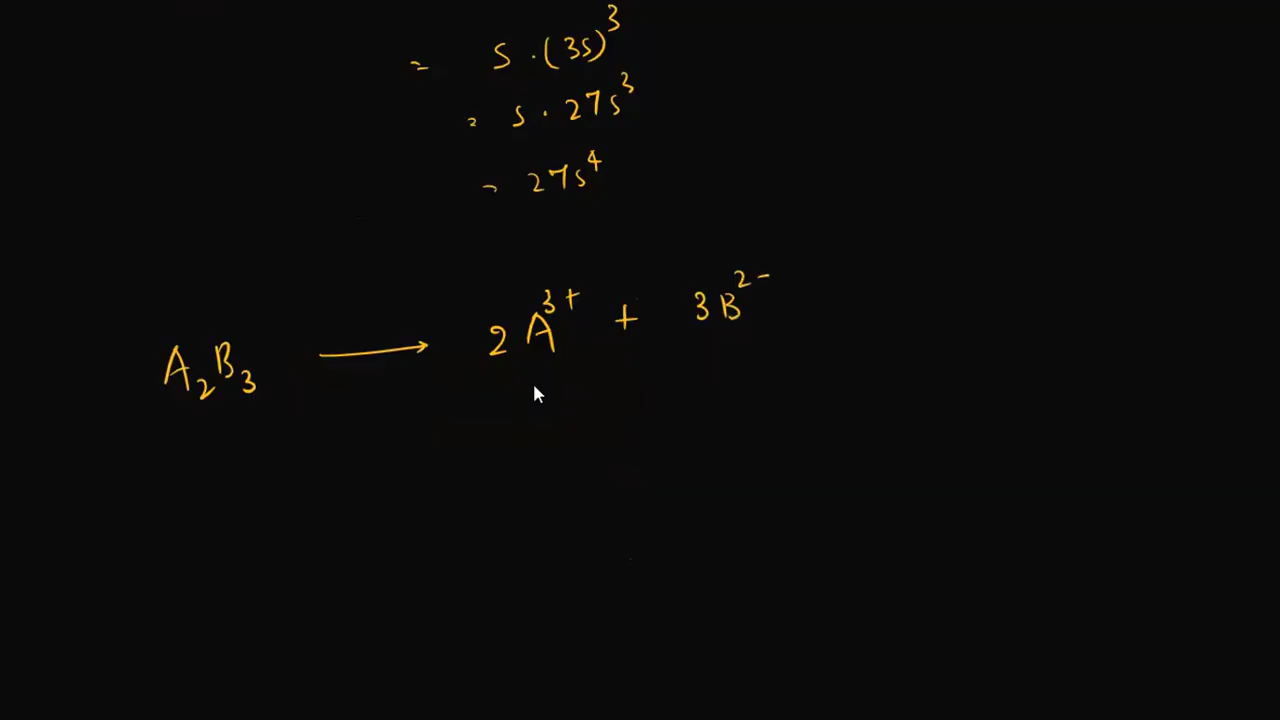 = s · (3s)³
= s · 27s³
= 27s⁴
A₂B₃ ⟶ 2A³⁺ + 3B²⁻